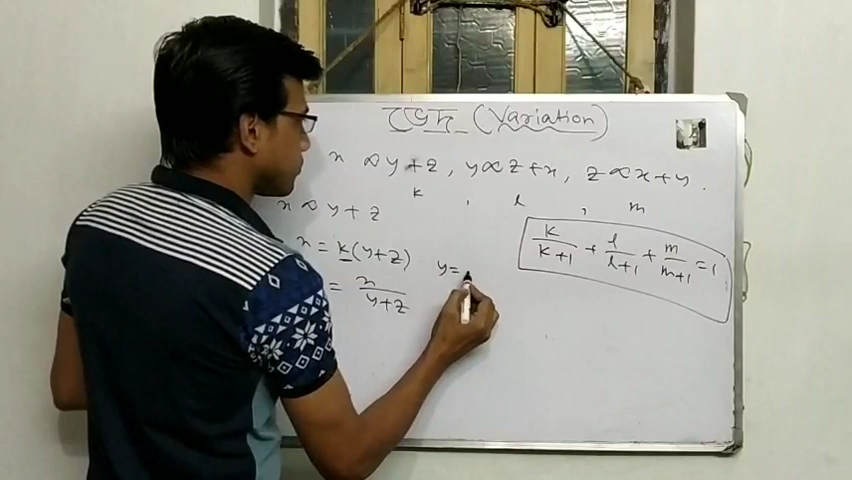 ভেদ (Variation)
x ∝ y + z, y ∝ z + x, z ∝ x + y.
k, l, m
x ∝ y + z
x = k(y+z)
= x/(y+z)
y =
k/(k+1) + l/(l+1) + m/(m+1) = 1